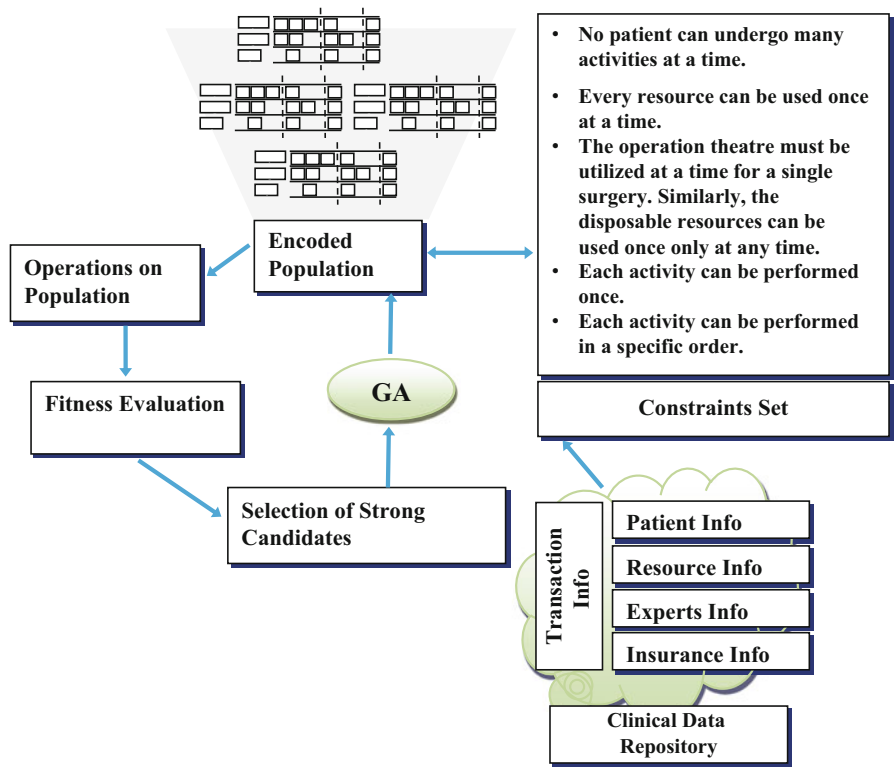 • No patient can undergo many
activities at a time.
• Every resource can be used once
at a time.
• The operation theatre must be
utilized at a time for a single
surgery. Similarly, the
disposable resources can be
used once only at any time.
• Each activity can be performed
once.
• Each activity can be performed
in a specific order.
Constraints Set
Encoded
Population
Operations on
Population
Fitness Evaluation
GA
Selection of Strong
Candidates
Transaction
Info
Patient Info
Resource Info
Experts Info
Insurance Info
Clinical Data
Repository